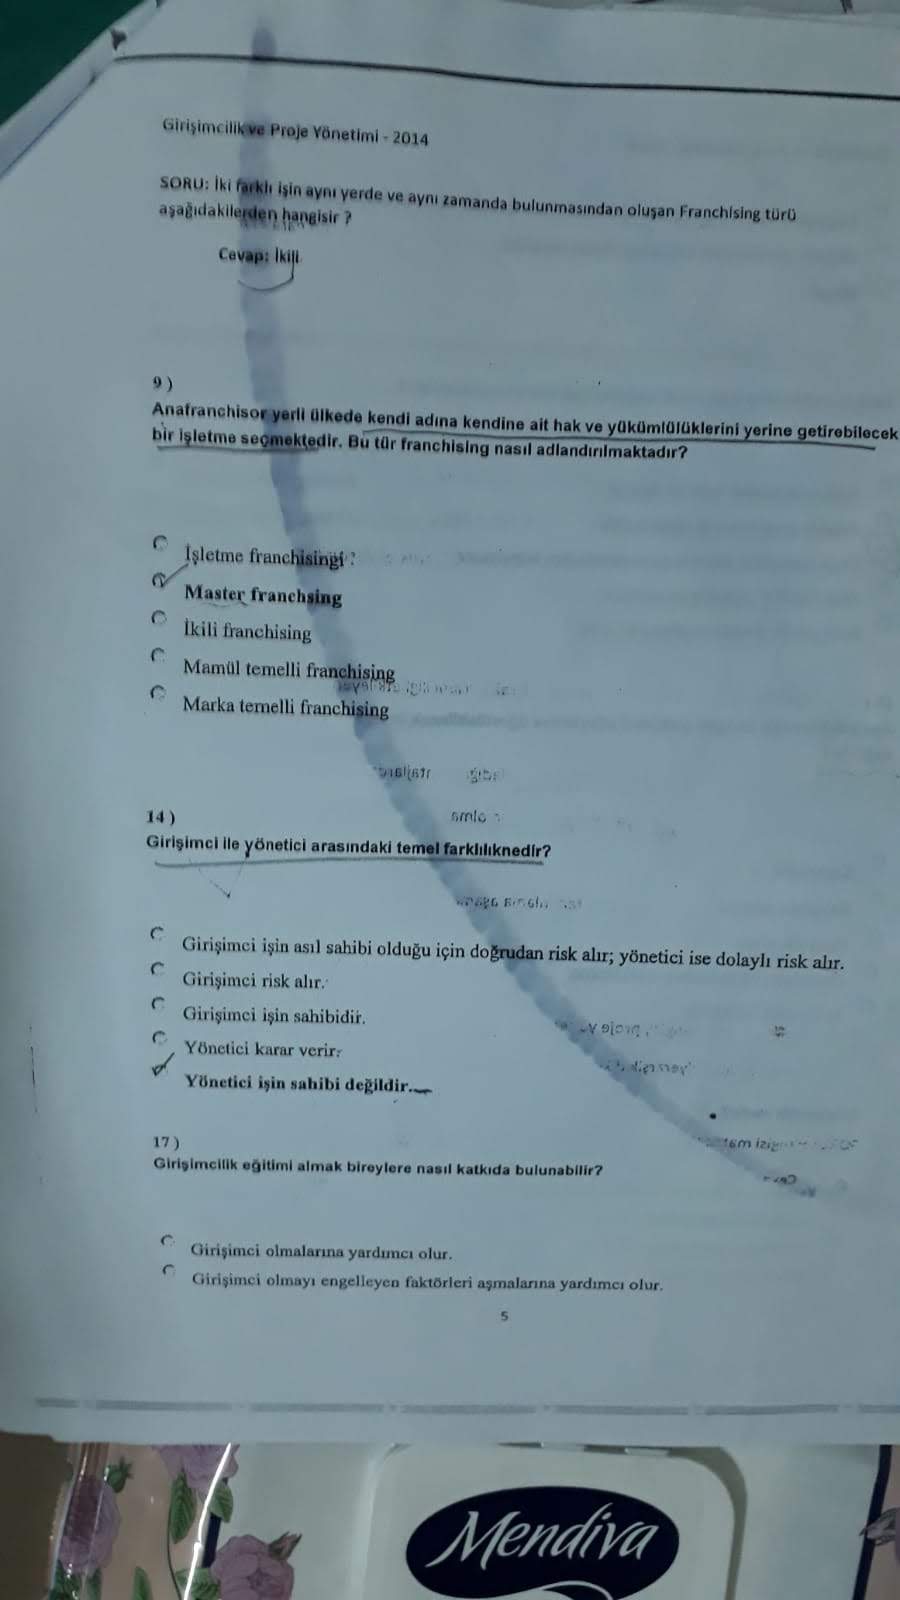 Girişimcilik ve Proje Yönetimi - 2014
SORU: İki farklı işin aynı yerde ve aynı zamanda bulunmasından oluşan Franchising türü
aşağıdakilerden hangisir ?
Cevap: İkili
9 )
Anafranchisor yerli ülkede kendi adına kendine ait hak ve yükümlülüklerini yerine getirebilecek
bir işletme seçmektedir. Bu tür franchising nasıl adlandırılmaktadır?
İşletme franchisingi
Master franchsing
İkili franchising
Mamül temelli franchising
Marka temelli franchising
14 )
Girişimci ile yönetici arasındaki temel farklılıknedir?
Girişimci işin asıl sahibi olduğu için doğrudan risk alır; yönetici ise dolaylı risk alır.
Girişimci risk alır.
Girişimci işin sahibidir.
Yönetici karar verir.
Yönetici işin sahibi değildir.
17 )
Girişimcilik eğitimi almak bireylere nasıl katkıda bulunabilir?
Girişimci olmalarına yardımcı olur.
Girişimci olmayı engelleyen faktörleri aşmalarına yardımcı olur.
5
Mendiva